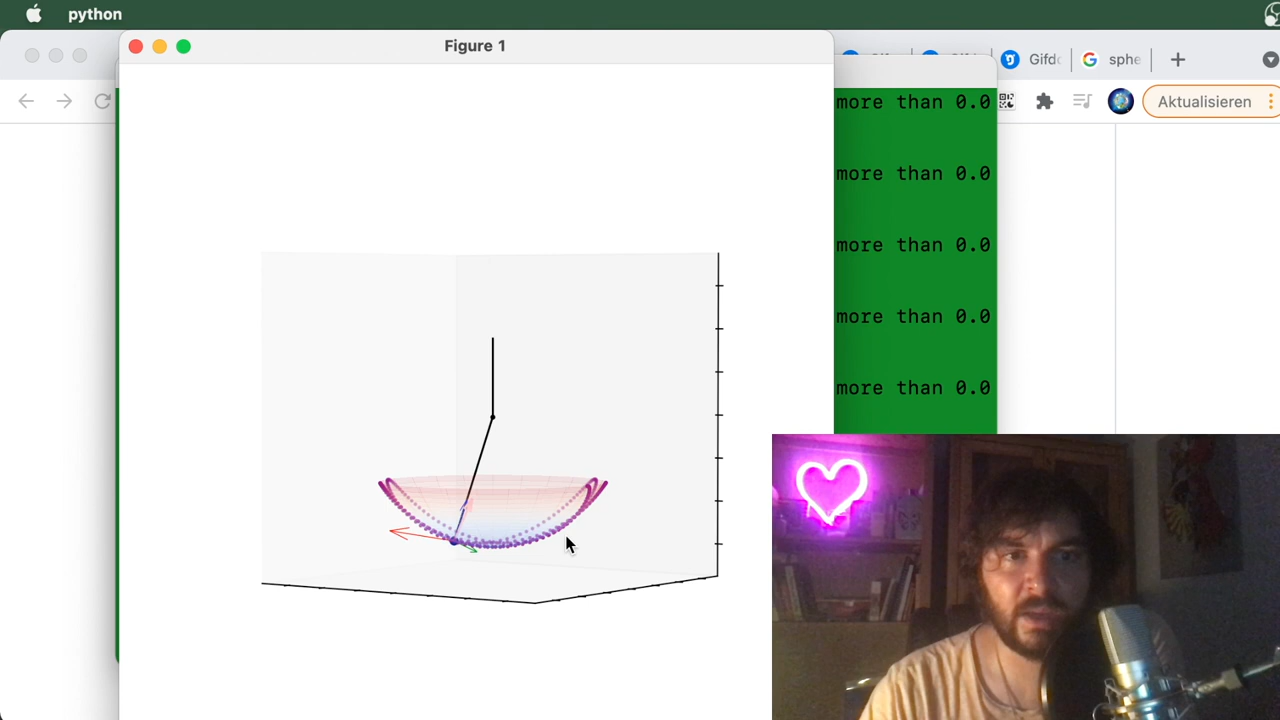 python
Figure 1
Gifd
sphe
Aktualisieren
more than 0.0
more than 0.0
more than 0.0
more than 0.0
more than 0.0